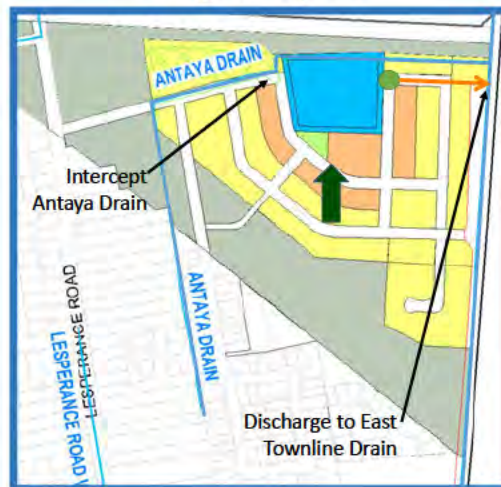 ANTAYA DRAIN
Intercept
Antaya Drain
ANTAYA DRAIN
LESPERANCE ROAD
LESPERANCE ROAD
Discharge to East
Townline Drain